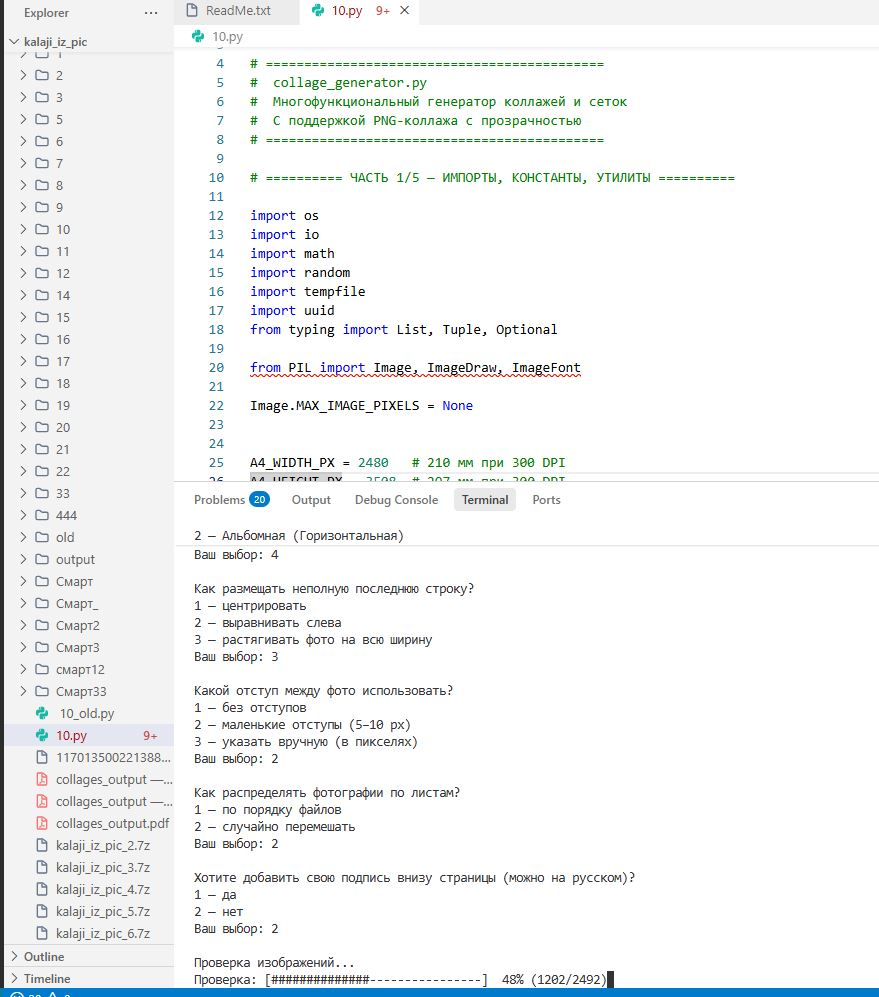 Explorer
...
ReadMe.txt
10.py 9+
kalaji_iz_pic
10.py
1
2
3
5
6
7
8
9
10
11
12
14
15
16
17
18
19
20
21
22
33
444
old
output
Смарт
Смарт_
Смарт2
Смарт3
смарт12
Смарт33
10_old.py
10.py 9+
117013500221388...
collages_output —...
collages_output —...
collages_output.pdf
kalaji_iz_pic_2.7z
kalaji_iz_pic_3.7z
kalaji_iz_pic_4.7z
kalaji_iz_pic_5.7z
kalaji_iz_pic_6.7z
Outline
Timeline
4 # ============================================
5 # collage_generator.py
6 # Многофункциональный генератор коллажей и сеток
7 # С поддержкой PNG-коллажа с прозрачностью
8 # ============================================
9
10 # ========== ЧАСТЬ 1/5 — ИМПОРТЫ, КОНСТАНТЫ, УТИЛИТЫ ==========
11
12 import os
13 import io
14 import math
15 import random
16 import tempfile
17 import uuid
18 from typing import List, Tuple, Optional
19
20 from PIL import Image, ImageDraw, ImageFont
21
22 Image.MAX_IMAGE_PIXELS = None
23
24
25 A4_WIDTH_PX = 2480 # 210 мм при 300 DPI
26 A4_HEIGHT_PX = 3508 # 297 мм при 300 DPI
Problems 20 Output Debug Console Terminal Ports
2 — Альбомная (Горизонтальная)
Ваш выбор: 4
Как размещать неполную последнюю строку?
1 — центрировать
2 — выравнивать слева
3 — растягивать фото на всю ширину
Ваш выбор: 3
Какой отступ между фото использовать?
1 — без отступов
2 — маленькие отступы (5–10 px)
3 — указать вручную (в пикселях)
Ваш выбор: 2
Как распределять фотографии по листам?
1 — по порядку файлов
2 — случайно перемешать
Ваш выбор: 2
Хотите добавить свою подпись внизу страницы (можно на русском)?
1 — да
2 — нет
Ваш выбор: 2
Проверка изображений...
Проверка: [##############----------------] 48% (1202/2492)